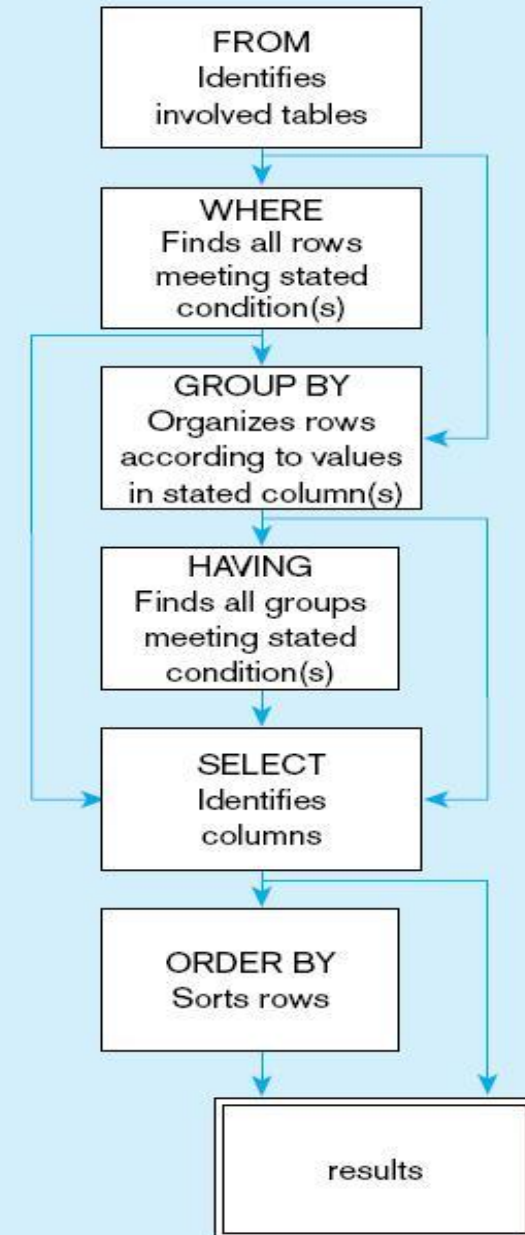 FROM
Identifies
involved tables
WHERE
Finds all rows
meeting stated
condition(s)
GROUP BY
Organizes rows
according to values
in stated column(s)
HAVING
Finds all groups
meeting stated
condition(s)
SELECT
Identifies
columns
ORDER BY
Sorts rows
results